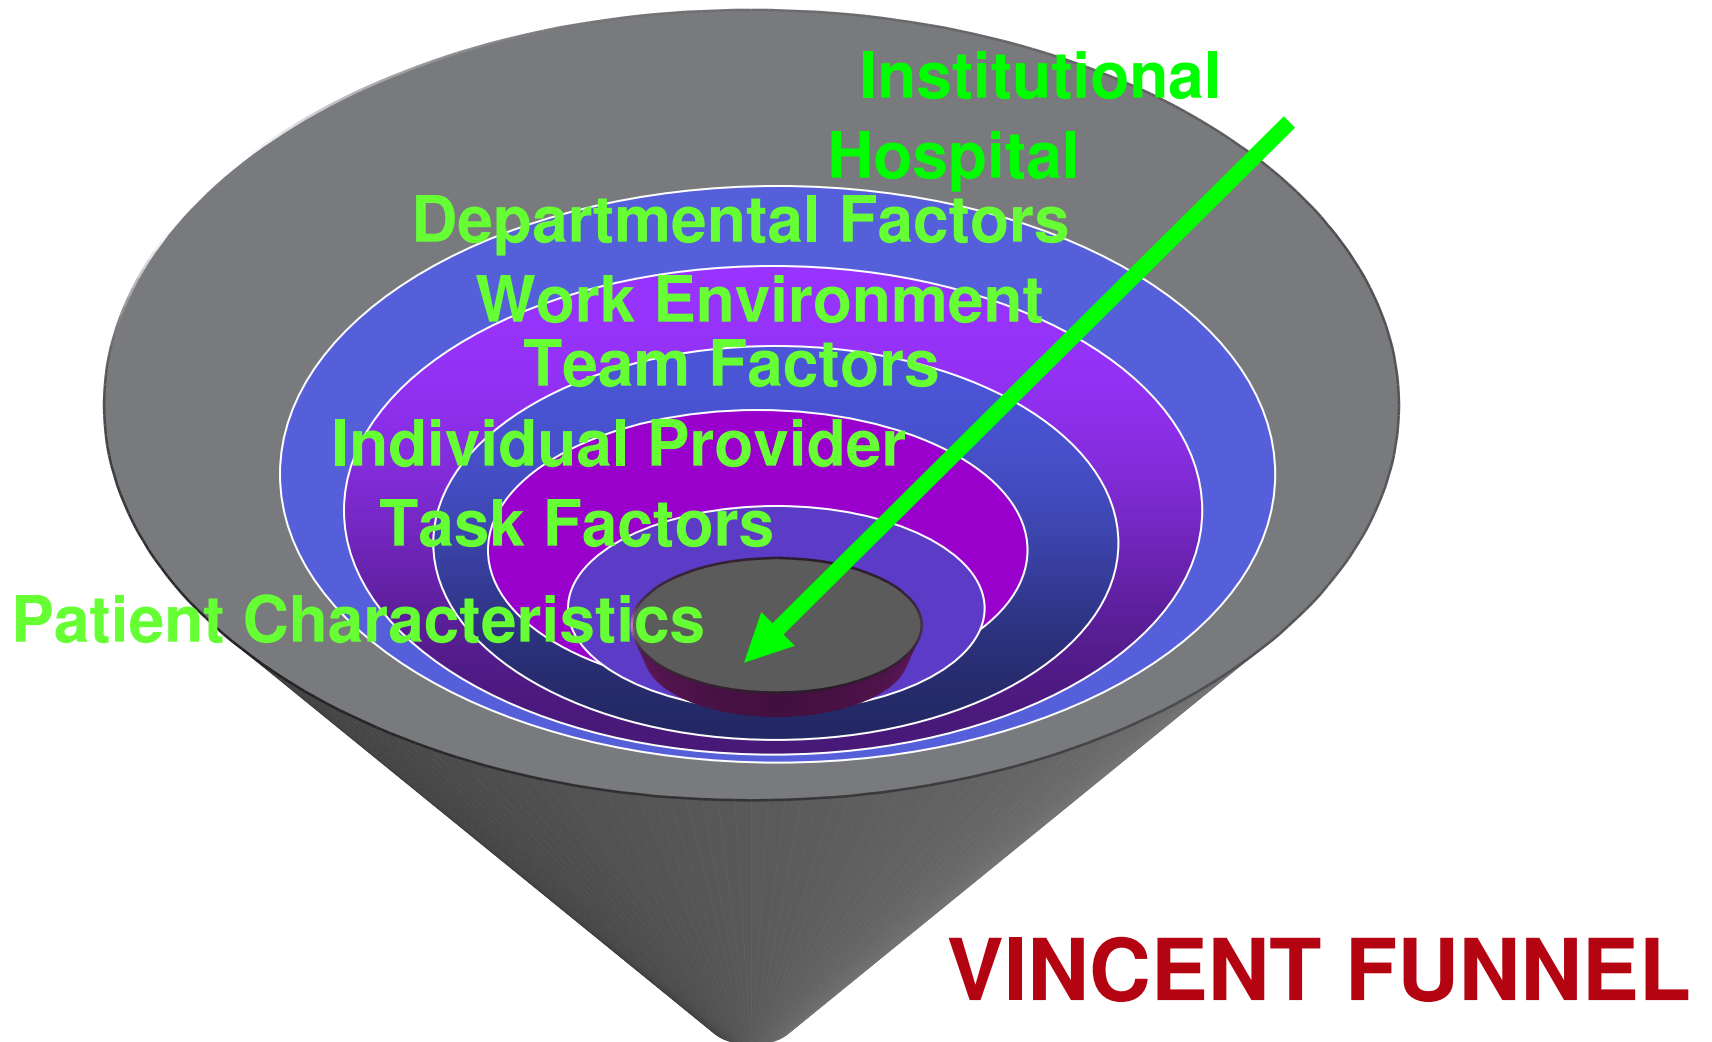 Institutional
Hospital
Departmental Factors
Work Environment
Team Factors
Individual Provider
Task Factors
Patient Characteristics
VINCENT FUNNEL